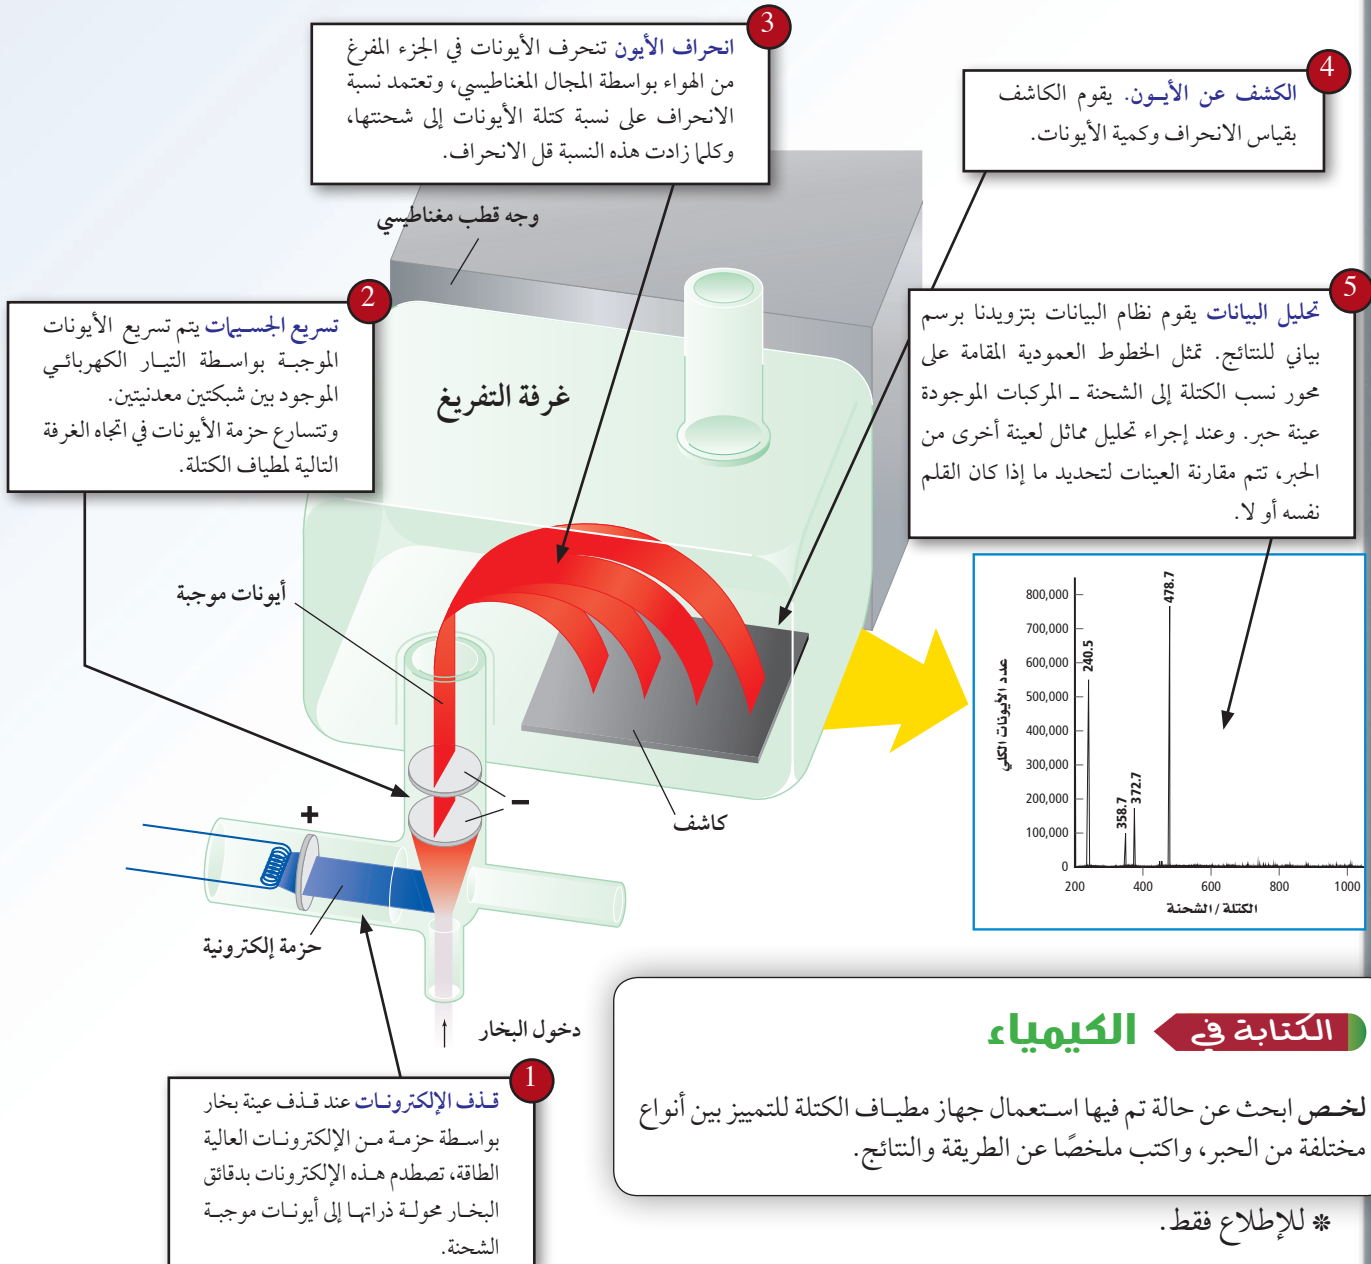 3
انحراف الأيون تنحرف الأيونات في الجزء المفرغ
من الهواء بواسطة المجال المغناطيسي، وتعتمد نسبة
الانحراف على نسبة كتلة الأيونات إلى شحنتها،
وكلما زادت هذه النسبة قل الانحراف.
4
الكشف عن الأيـون. يقوم الكاشف
بقياس الانحراف وكمية الأيونات.
وجه قطب مغناطيسي
2
تسريع الجسـيمات يتم تسريع الأيونات
الموجبـة بواسـطة التيـار الكهربائـي
الموجود بين شبكتين معدنيتين.
وتتسارع حزمة الأيونات في اتجاه الغرفة
التالية لمطياف الكتلة.
5
تحليل البيانات يقوم نظام البيانات بتزويدنا برسم
بياني للنتائج. تمثل الخطوط العمودية المقامة على
محور نسب الكتلة إلى الشحنة ـ المركبات الموجودة
عينة حبر. وعند إجراء تحليل مماثل لعينة أخرى من
الحبر، تتم مقارنة العينات لتحديد ما إذا كان القلم
نفسه أو لا.
غرفة التفريغ
أيونات موجبة
كاشف
+
−
حزمة إلكترونية
دخول البخار
عدد الأيونات الكلي
800,000
700,000
600,000
500,000
400,000
300,000
200,000
100,000
0
240.5
358.7
372.7
478.7
200 400 600 800 1000
الكتلة / الشحنة
1
قـذف الإلكترونـات عند قـذف عينة بخار
بواسـطة حزمـة مـن الإلكترونـات العالية
الطاقة، تصطدم هـذه الإلكترونات بدقائق
البخـار محولـة ذراتهـا إلى أيونـات موجبـة
الشحنة.
الكتابة في الكيمياء
لخـص ابحث عن حالة تم فيها اسـتعمال جهاز مطيـاف الكتلة للتمييز بين أنواع
مختلفة من الحبر، واكتب ملخصًا عن الطريقة والنتائج.
* للإطلاع فقط.